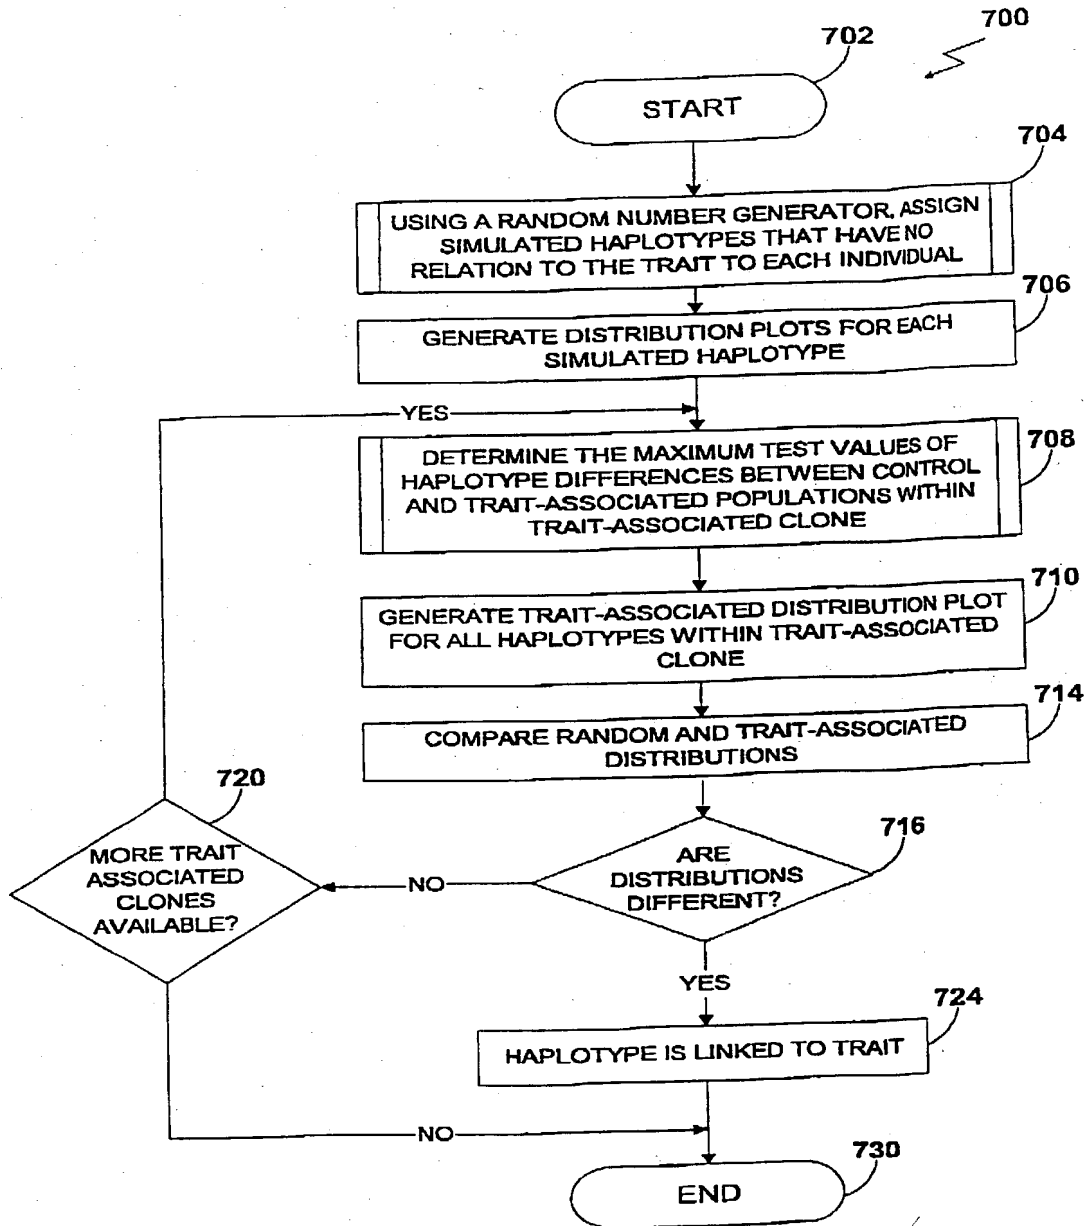 700
702
START
704
USING A RANDOM NUMBER GENERATOR, ASSIGN
SIMULATED HAPLOTYPES THAT HAVE NO
RELATION TO THE TRAIT TO EACH INDIVIDUAL
706
GENERATE DISTRIBUTION PLOTS FOR EACH
SIMULATED HAPLOTYPE
YES
708
DETERMINE THE MAXIMUM TEST VALUES OF
HAPLOTYPE DIFFERENCES BETWEEN CONTROL
AND TRAIT-ASSOCIATED POPULATIONS WITHIN
TRAIT-ASSOCIATED CLONE
710
GENERATE TRAIT-ASSOCIATED DISTRIBUTION PLOT
FOR ALL HAPLOTYPES WITHIN TRAIT-ASSOCIATED
CLONE
714
COMPARE RANDOM AND TRAIT-ASSOCIATED
DISTRIBUTIONS
716
ARE
DISTRIBUTIONS
DIFFERENT?
NO
720
MORE TRAIT
ASSOCIATED
CLONES
AVAILABLE?
YES
724
HAPLOTYPE IS LINKED TO TRAIT
NO
730
END